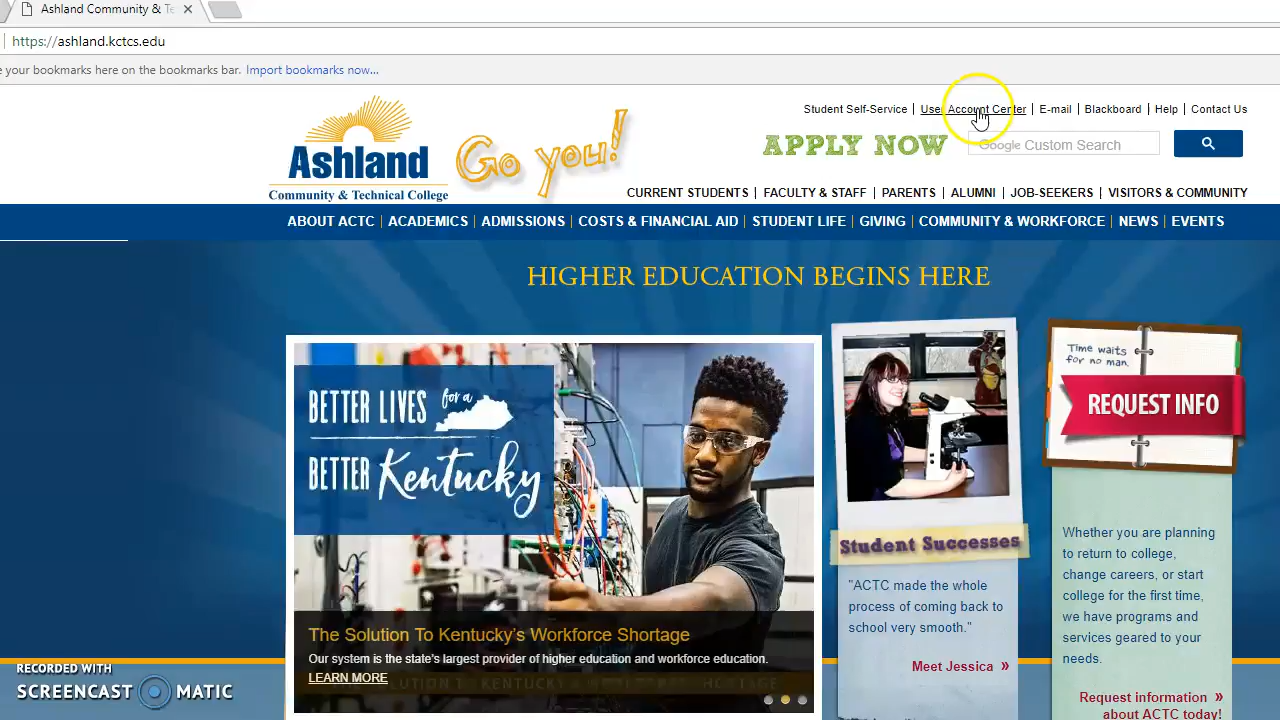 Ashland Community & Te
https://ashland.kctcs.edu
e your bookmarks here on the bookmarks bar. Import bookmarks now...
Student Self-Service User Account Center E-mail Blackboard Help Contact Us
Ashland
Community & Technical College
Go you!
APPLY NOW
Google Custom Search
CURRENT STUDENTS FACULTY & STAFF PARENTS ALUMNI JOB-SEEKERS VISITORS & COMMUNITY
ABOUT ACTC ACADEMICS ADMISSIONS COSTS & FINANCIAL AID STUDENT LIFE GIVING COMMUNITY & WORKFORCE NEWS EVENTS
HIGHER EDUCATION BEGINS HERE
BETTER LIVES for a
BETTER Kentucky
The Solution To Kentucky's Workforce Shortage
Our system is the state's largest provider of higher education and workforce education.
LEARN MORE
Student Successes
"ACTC made the whole
process of coming back to
school very smooth."
Meet Jessica »
Time waits
for no man.
REQUEST INFO
Whether you are planning
to return to college,
change careers, or start
college for the first time,
we have programs and
services geared to your
needs.
Request information »
about ACTC today!
RECORDED WITH
SCREENCAST MATIC